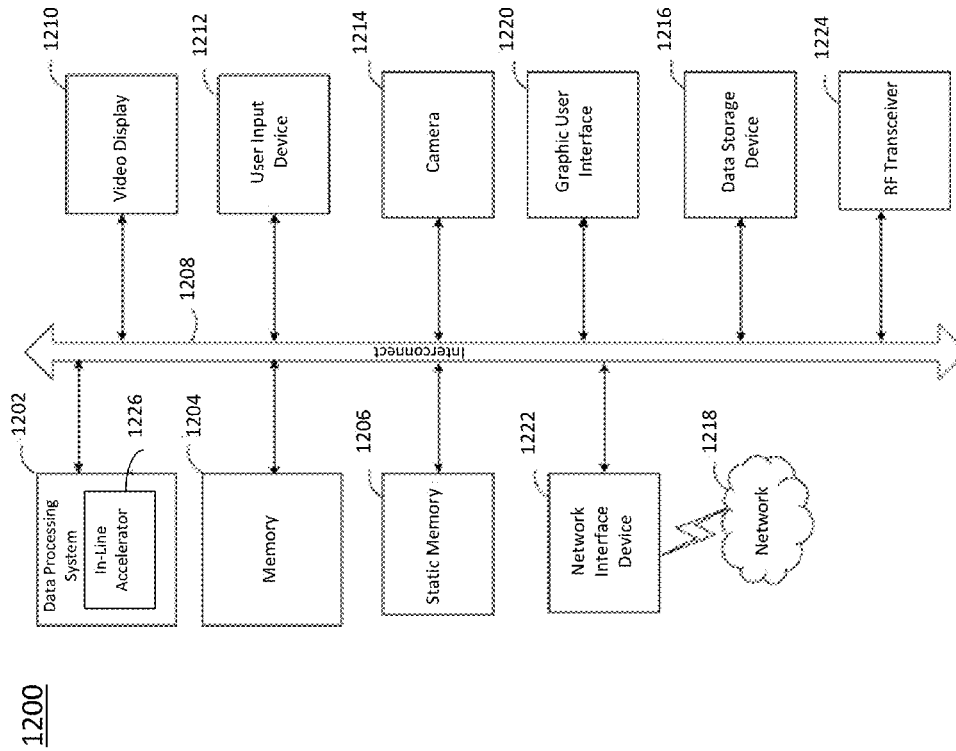 1200
1202
Data Processing
System
In-Line
Accelerator
1226
1204
Memory
1206
Static Memory
1222
Network
Interface
Device
1218
Network
1208
Interconnect
1210
Video Display
1212
User Input
Device
1214
Camera
1220
Graphic User
Interface
1216
Data Storage
Device
1224
RF Transceiver